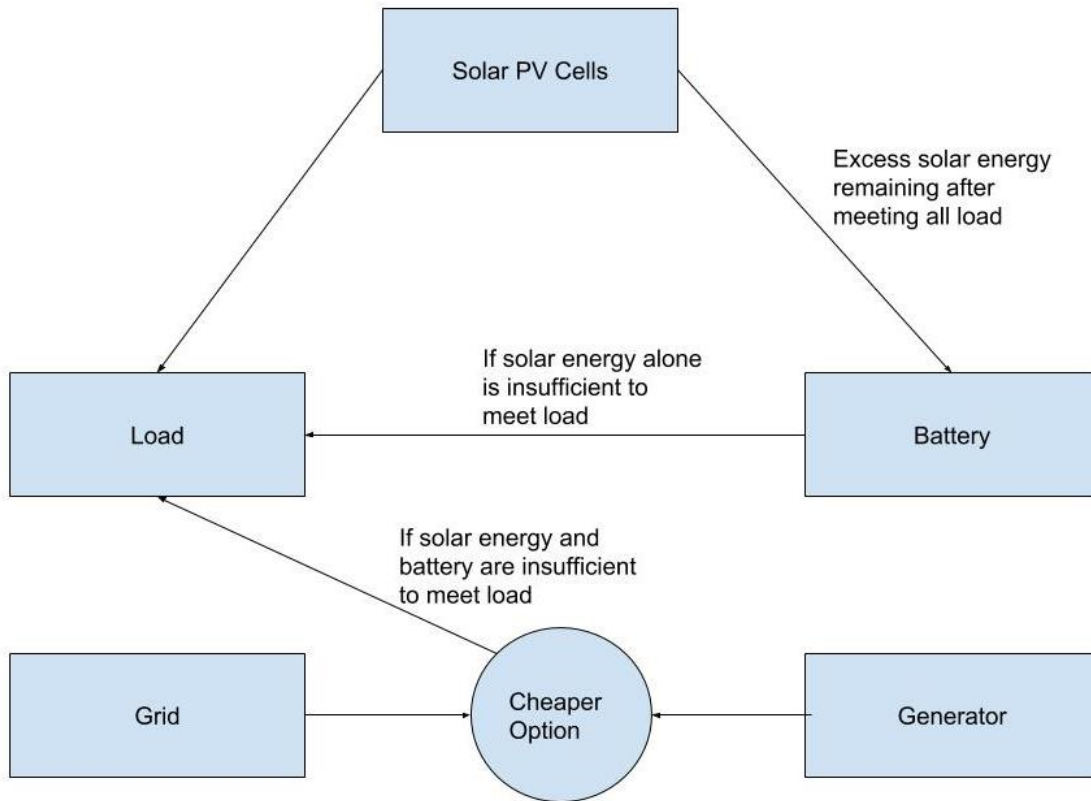 Solar PV Cells
Excess solar energy
remaining after
meeting all load
If solar energy alone
is insufficient to
meet load
Load
Battery
If solar energy and
battery are insufficient
to meet load
Grid
Cheaper
Option
Generator